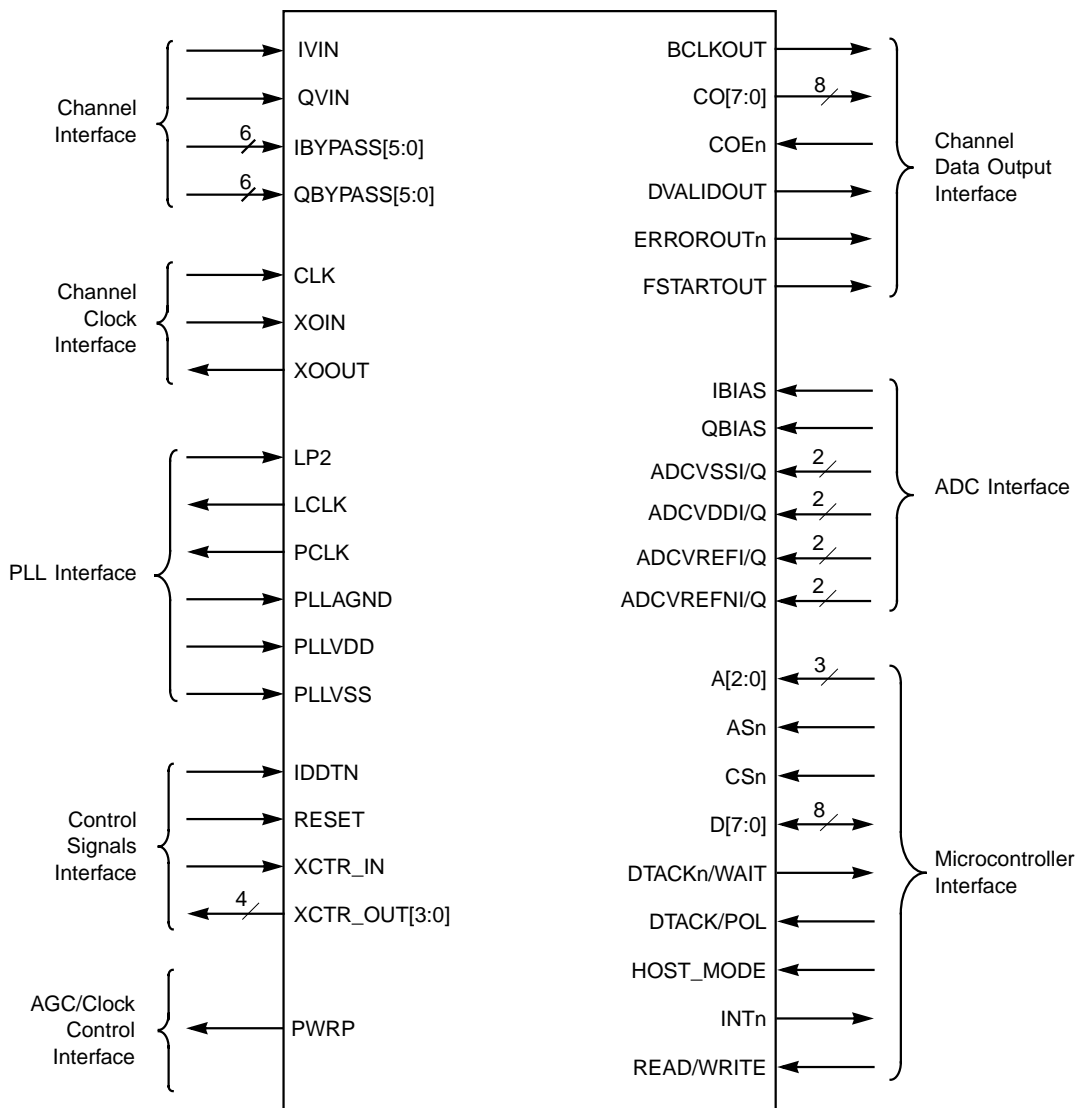 Channel
Interface
IVIN
QVIN
6
IBYPASS[5:0]
6
QBYPASS[5:0]
Channel
Clock
Interface
CLK
XOIN
XOOUT
PLL Interface
LP2
LCLK
PCLK
PLLAGND
PLLVDD
PLLVSS
Control
Signals
Interface
IDDTN
RESET
XCTR_IN
4
XCTR_OUT[3:0]
AGC/Clock
Control
Interface
PWRP
BCLKOUT
CO[7:0]
8
COEn
DVALIDOUT
ERROROUTn
FSTARTOUT
Channel
Data Output
Interface
IBIAS
QBIAS
ADCVSSI/Q
2
ADCVDDI/Q
2
ADCVREFI/Q
2
ADCVREFNI/Q
2
ADC Interface
A[2:0]
3
ASn
CSn
D[7:0]
8
DTACKn/WAIT
DTACK/POL
HOST_MODE
INTn
READ/WRITE
Microcontroller
Interface